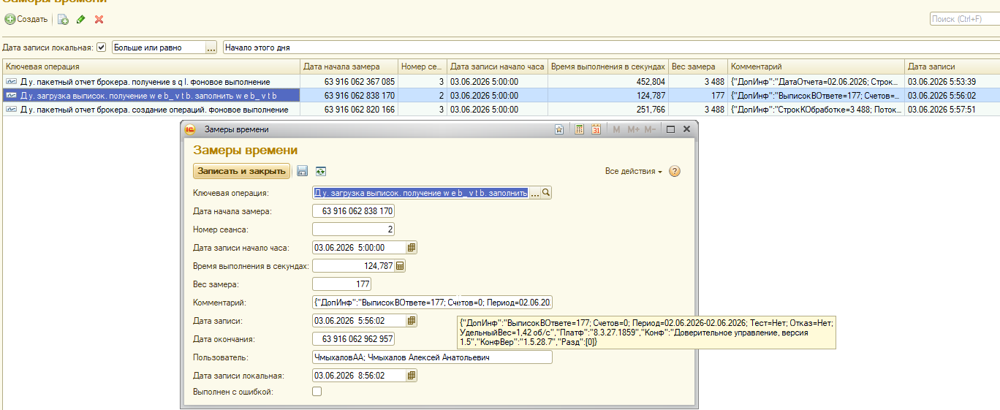 Замеры времени
Создать
Поиск (Ctrl+F)
Дата записи локальная: Больше или равно ... Начало этого дня
Ключевая операция Дата начала замера Номер се... Дата записи начало часа Время выполнения в секундах Вес замера Комментарий Дата записи
Д у. пакетный отчет брокера. получение s q l. фоновое выполнение 63 916 062 367 085 3 03.06.2026 5:00:00 452,804 3 488 {"ДопИнф":"ДатаОтчета=02.06.2026; Строк... 03.06.2026 5:53:39
Д у. загрузка выписок. получение w e b_ v t b. заполнить w e b_ v t b 63 916 062 838 170 2 03.06.2026 5:00:00 124,787 177 {"ДопИнф":"ВыписокВОтвете=177; Счетов=... 03.06.2026 5:56:02
Д у. пакетный отчет брокера. создание операций. фоновое выполнение 63 916 062 820 166 3 03.06.2026 5:00:00 251,766 3 488 {"ДопИнф":"СтрокКОбработке=3 488; Поток... 03.06.2026 5:57:51
1С Замеры времени 31 M M+ M-
Замеры времени
Записать и закрыть Все действия ?
Ключевая операция: Д у. загрузка выписок. получение w e b_ v t b. заполнить ...
Дата начала замера: 63 916 062 838 170
Номер сеанса: 2
Дата записи начало часа: 03.06.2026 5:00:00
Время выполнения в секундах: 124,787
Вес замера: 177
Комментарий: {"ДопИнф":"ВыписокВОтвете=177; Счетов=0; Период=02.06.20
Дата записи: 03.06.2026 5:56:02
{"ДопИнф":"ВыписокВОтвете=177; Счетов=0; Период=02.06.2026-02.06.2026; Тест=Нет; Отказ=Нет;
УдельныйВес=1,42 об/с","Платф":"8.3.27.1859","Конф":"Доверительное управление, версия
1.5","КонфВер":"1.5.28.7","Разд":[0]}
Дата окончания: 63 916 062 962 957
Пользователь: ЧмыхаловАА; Чмыхалов Алексей Анатольевич
Дата записи локальная: 03.06.2026 8:56:02
Выполнен с ошибкой: